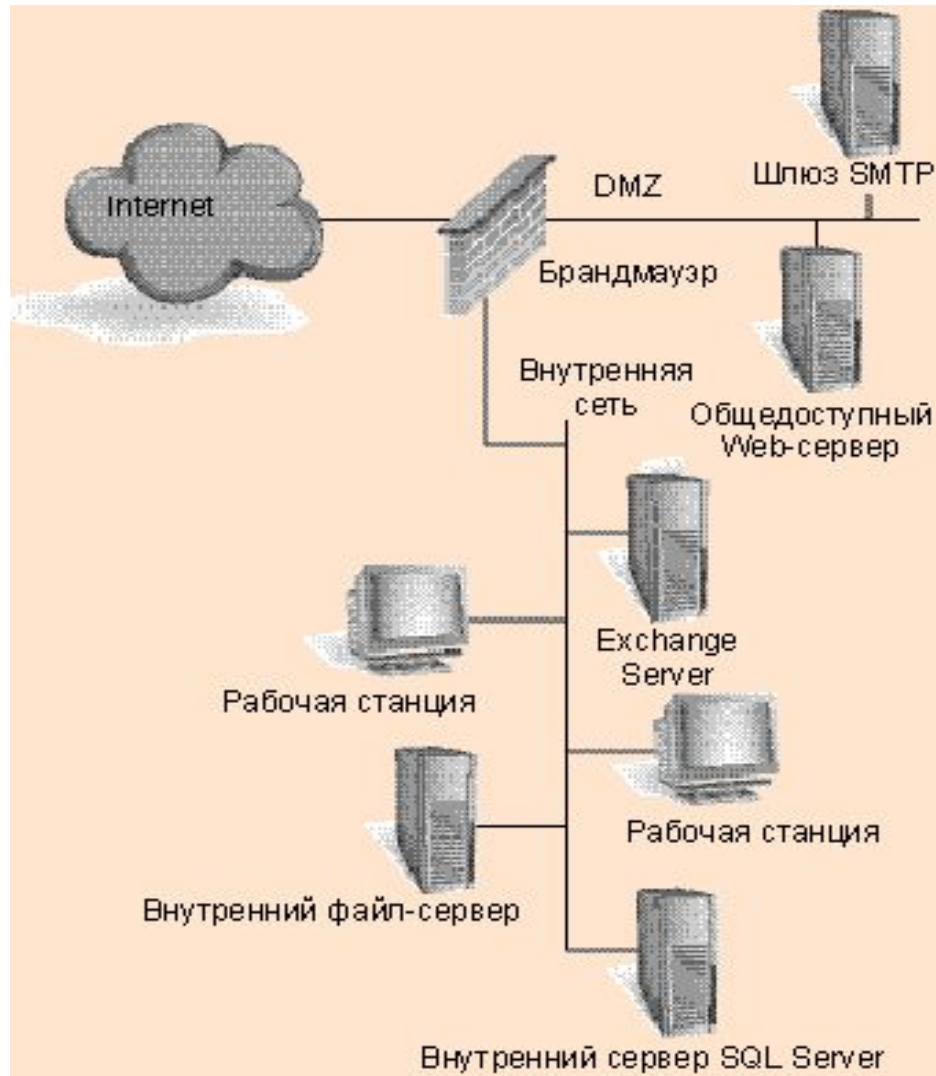 Шлюз SMTP
DMZ
Internet
Брандмауэр
Внутренняя
сеть
Общедоступный
Web-сервер
Exchange
Server
Рабочая станция
Рабочая станция
Внутренний файл-сервер
Внутренний сервер SQL Server